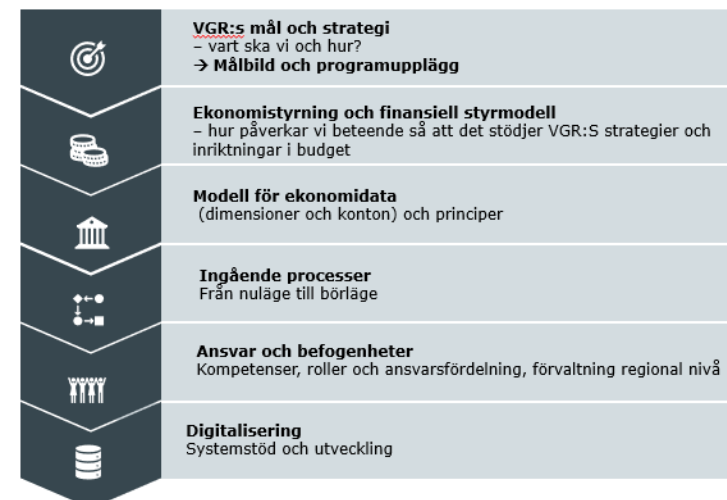 VGR:s mål och strategi
– vart ska vi och hur?
→ Målbild och programupplägg
Ekonomistyrning och finansiell styrmodell
– hur påverkar vi beteende så att det stödjer VGR:S strategier och
inriktningar i budget
Modell för ekonomidata
(dimensioner och konton) och principer
Ingående processer
Från nuläge till börläge
Ansvar och befogenheter
Kompetenser, roller och ansvarsfördelning, förvaltning regional nivå
Digitalisering
Systemstöd och utveckling